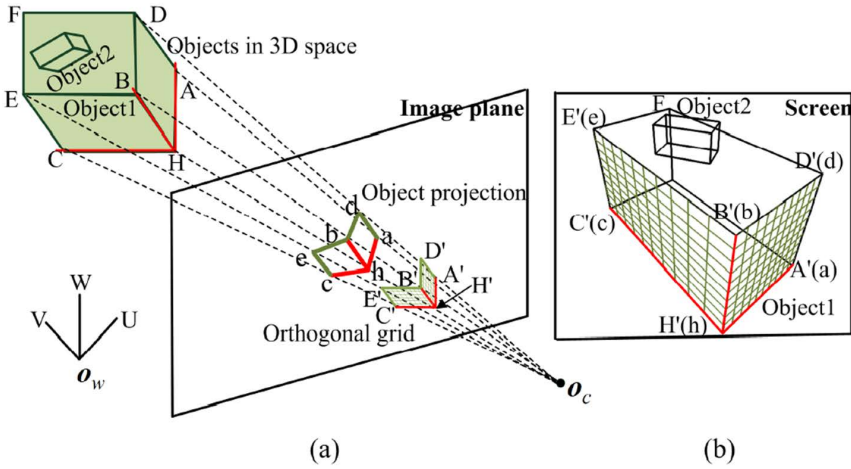 F
D
Objects in 3D space
Object2
B
A
E
Object1
C
H
Image plane
Object projection
d
b
a
e
h
c
D'
B'
A'
E'
H'
C'
Orthogonal grid
W
V
U
o_w
o_c
(a)
E'(e)
F
Object2
Screen
D'(d)
C'(c)
B'(b)
A'(a)
Object1
H'(h)
(b)